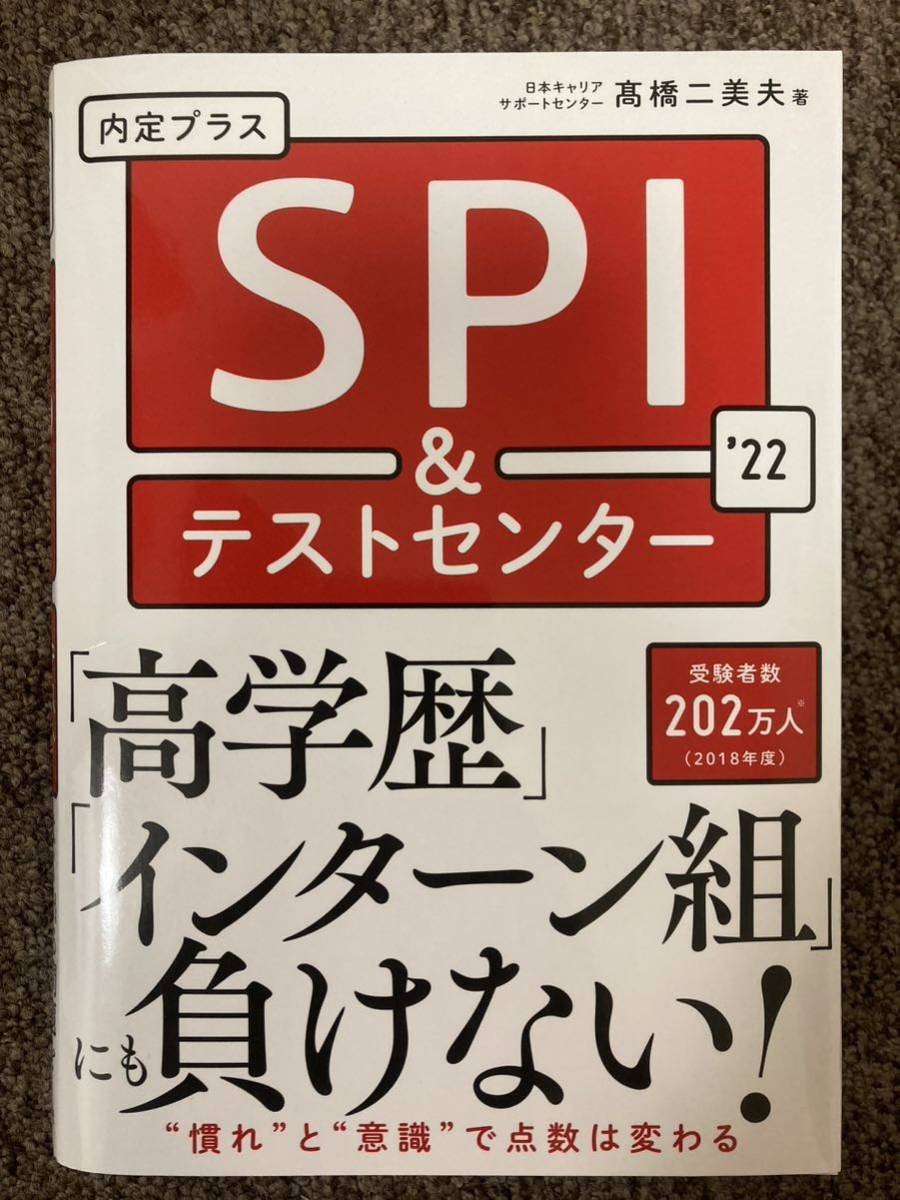 日本キャリア
サポートセンター 髙橋二美夫 著
内定プラス
SPI
&
'22
テストセンター
「高学歴」
受験者数
202万人※
(2018年度)
「インターン組」
にも負けない!
“慣れ”と“意識”で点数は変わる